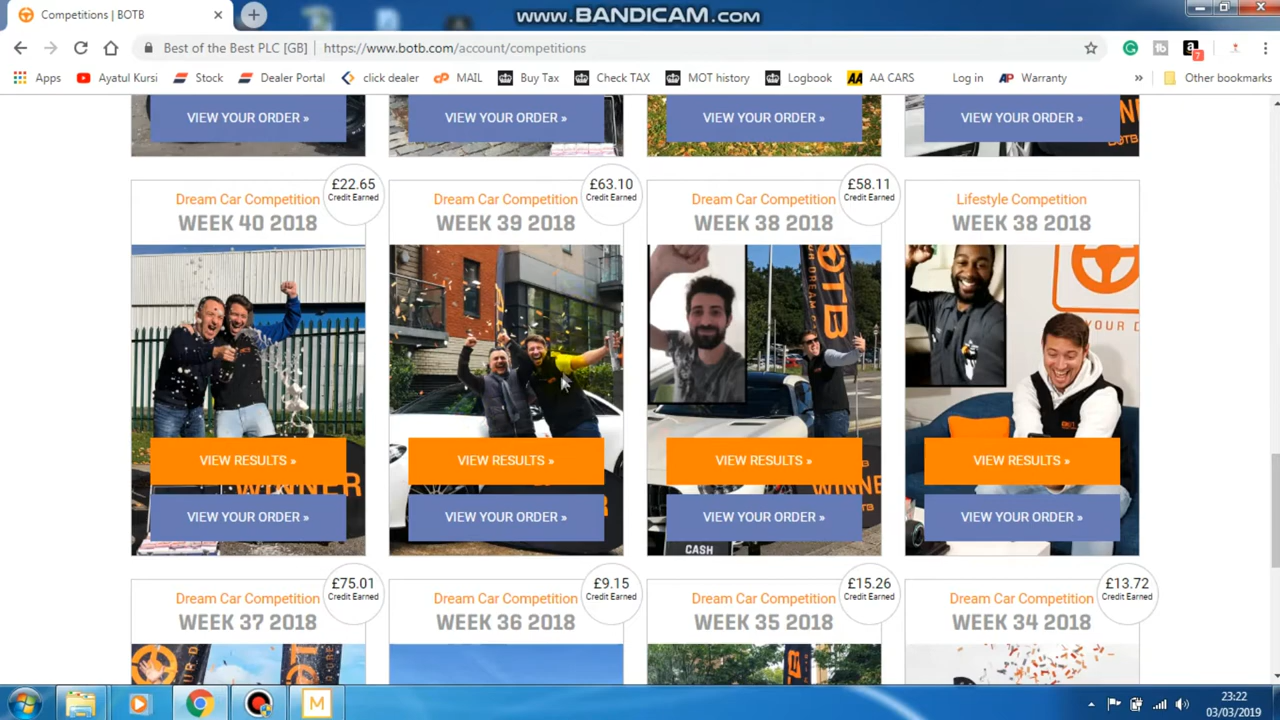 Competitions | BOTB
www.BANDICAM.com
Best of the Best PLC [GB] | https://www.botb.com/account/competitions
Apps Ayatul Kursi Stock Dealer Portal click dealer MAIL Buy Tax Check TAX MOT history Logbook AA CARS Log in Warranty » Other bookmarks
VIEW YOUR ORDER » VIEW YOUR ORDER » VIEW YOUR ORDER » VIEW YOUR ORDER »
£22.65 £63.10 £58.11
Credit Earned Credit Earned Credit Earned
Dream Car Competition Dream Car Competition Dream Car Competition Lifestyle Competition
WEEK 40 2018 WEEK 39 2018 WEEK 38 2018 WEEK 38 2018
VIEW RESULTS » VIEW RESULTS » VIEW RESULTS » VIEW RESULTS »
WINNER
VIEW YOUR ORDER » VIEW YOUR ORDER » VIEW YOUR ORDER » VIEW YOUR ORDER »
CASH
£75.01 £9.15 £15.26 £13.72
Credit Earned Credit Earned Credit Earned Credit Earned
Dream Car Competition Dream Car Competition Dream Car Competition Dream Car Competition
WEEK 37 2018 WEEK 36 2018 WEEK 35 2018 WEEK 34 2018
23:22
03/03/2019